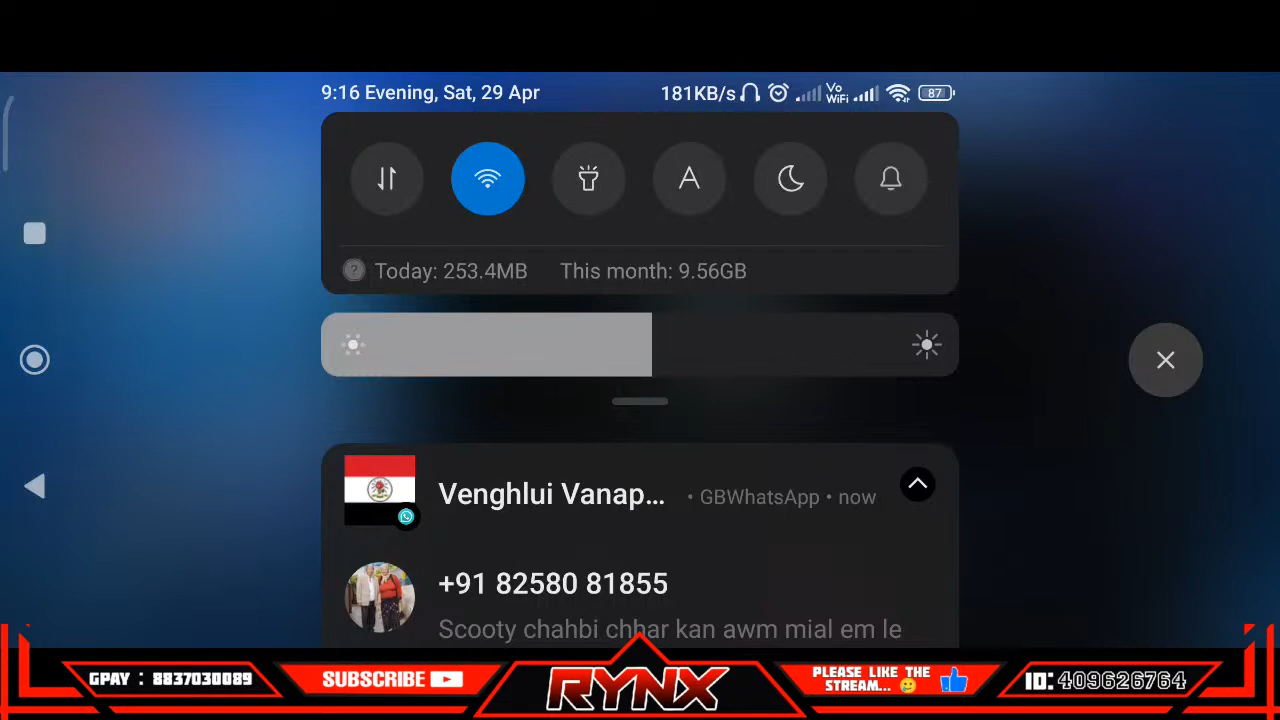 9:16 Evening, Sat, 29 Apr
181KB/s Vo WiFi 87
A
? Today: 253.4MB This month: 9.56GB
Venghlui Vanap... • GBWhatsApp • now
+91 82580 81855
Scooty chahbi chhar kan awm mial em le
GPAY : 8837030089
SUBSCRIBE
RYNX
PLEASE LIKE THE
STREAM...
ID: 409626764